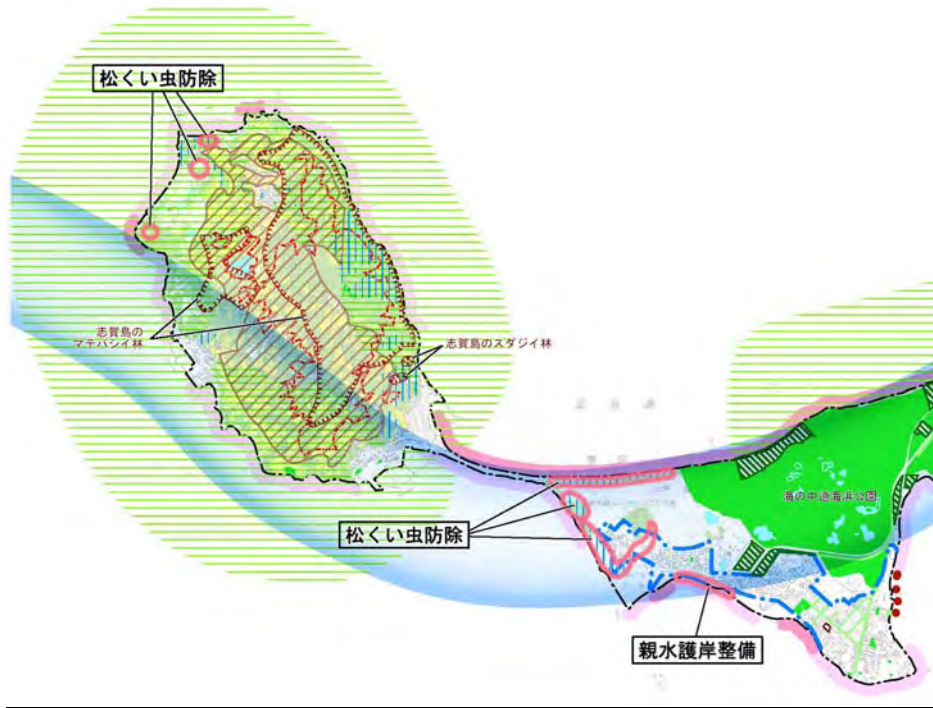 松くい虫防除
志賀島の
マテバシイ林
志賀島のスダジイ林
海の中道海浜公園
松くい虫防除
親水護岸整備